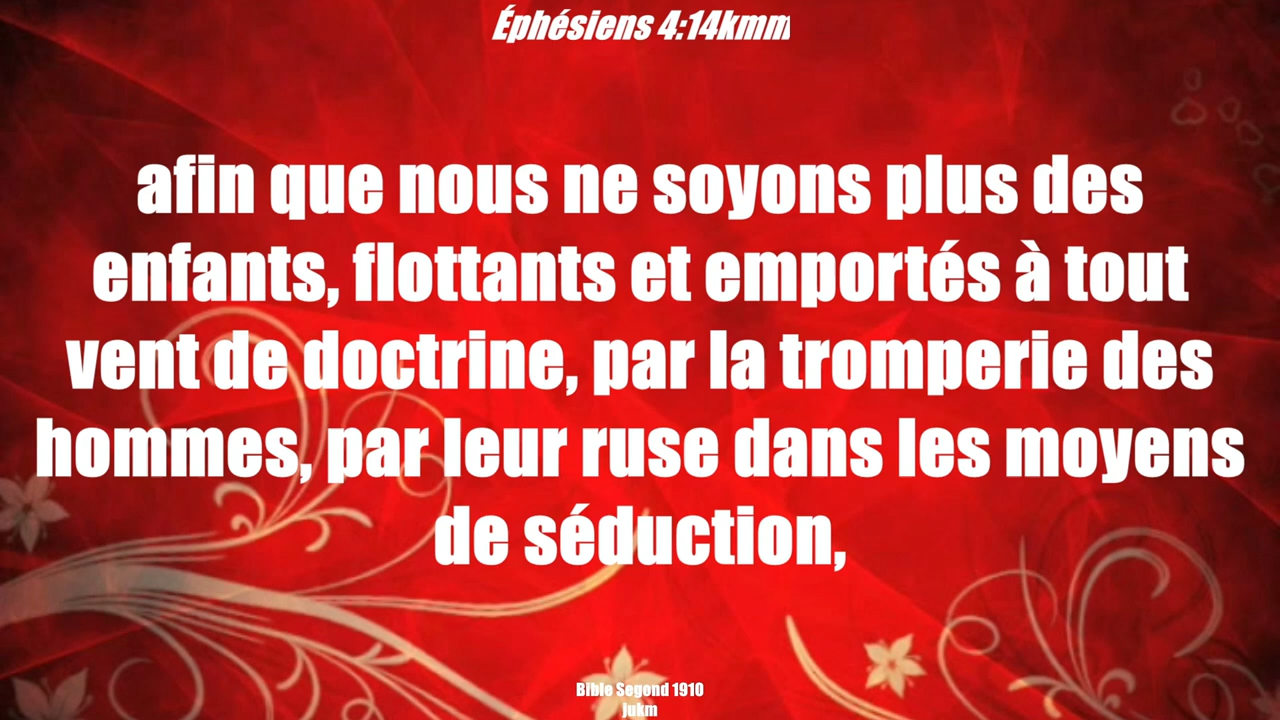 Éphésiens 4:14kmm
afin que nous ne soyons plus des
enfants, flottants et emportés à tout
vent de doctrine, par la tromperie des
hommes, par leur ruse dans les moyens
de séduction,
Bible Segond 1910
jukm